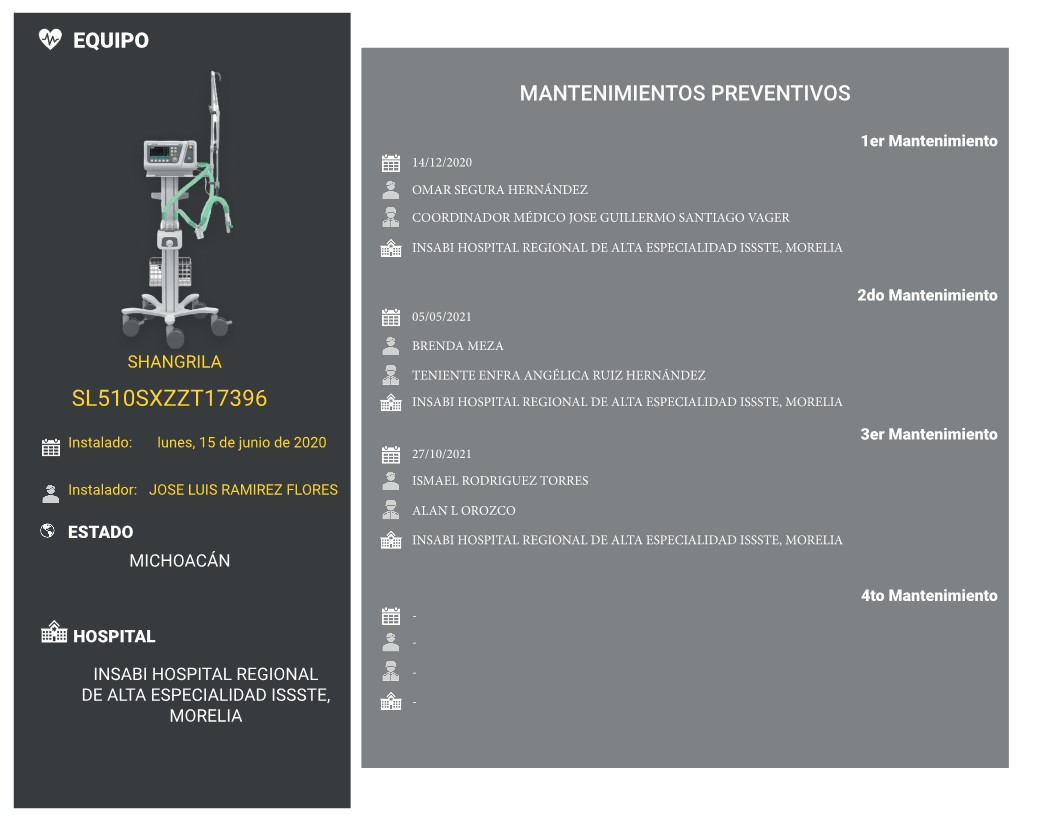 EQUIPO
SHANGRILA
SL510SXZZT17396
Instalado: lunes, 15 de junio de 2020
Instalador: JOSE LUIS RAMIREZ FLORES
ESTADO
MICHOACÁN
HOSPITAL
INSABI HOSPITAL REGIONAL
DE ALTA ESPECIALIDAD ISSSTE,
MORELIA
MANTENIMIENTOS PREVENTIVOS
1er Mantenimiento
14/12/2020
OMAR SEGURA HERNÁNDEZ
COORDINADOR MÉDICO JOSE GUILLERMO SANTIAGO VAGER
INSABI HOSPITAL REGIONAL DE ALTA ESPECIALIDAD ISSSTE, MORELIA
2do Mantenimiento
05/05/2021
BRENDA MEZA
TENIENTE ENFRA ANGÉLICA RUIZ HERNÁNDEZ
INSABI HOSPITAL REGIONAL DE ALTA ESPECIALIDAD ISSSTE, MORELIA
3er Mantenimiento
27/10/2021
ISMAEL RODRIGUEZ TORRES
ALAN L OROZCO
INSABI HOSPITAL REGIONAL DE ALTA ESPECIALIDAD ISSSTE, MORELIA
4to Mantenimiento
-
-
-
-